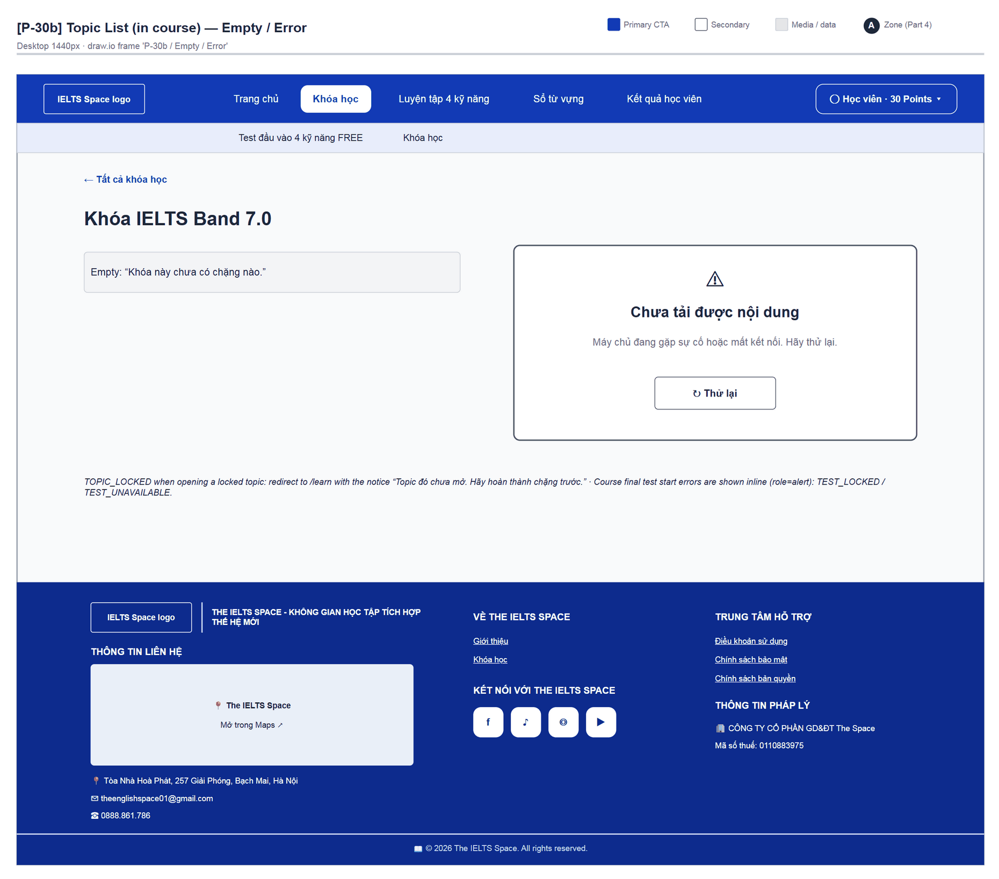 [P-30b] Topic List (in course) — Empty / Error
Desktop 1440px · draw.io frame 'P-30b / Empty / Error'
Primary CTA
Secondary
Media / data
A Zone (Part 4)
IELTS Space logo
Trang chủ
Khóa học
Luyện tập 4 kỹ năng
Sổ từ vựng
Kết quả học viên
Học viên · 30 Points ▾
Test đầu vào 4 kỹ năng FREE
Khóa học
← Tất cả khóa học
Khóa IELTS Band 7.0
Empty: “Khóa này chưa có chặng nào.”
⚠
Chưa tải được nội dung
Máy chủ đang gặp sự cố hoặc mất kết nối. Hãy thử lại.
↻ Thử lại
TOPIC_LOCKED when opening a locked topic: redirect to /learn with the notice “Topic đó chưa mở. Hãy hoàn thành chặng trước.” · Course final test start errors are shown inline (role=alert): TEST_LOCKED /
TEST_UNAVAILABLE.
IELTS Space logo
THE IELTS SPACE - KHÔNG GIAN HỌC TẬP TÍCH HỢP
THẾ HỆ MỚI
THÔNG TIN LIÊN HỆ
📍 The IELTS Space
Mở trong Maps ↗
📍 Tòa Nhà Hoà Phát, 257 Giải Phóng, Bạch Mai, Hà Nội
✉ theenglishspace01@gmail.com
☎ 0888.861.786
VỀ THE IELTS SPACE
Giới thiệu
Khóa học
KẾT NỐI VỚI THE IELTS SPACE
f ♪ ◎ ▶
TRUNG TÂM HỖ TRỢ
Điều khoản sử dụng
Chính sách bảo mật
Chính sách bản quyền
THÔNG TIN PHÁP LÝ
🏢 CÔNG TY CỔ PHẦN GD&ĐT The Space
Mã số thuế: 0110883975
📖 © 2026 The IELTS Space. All rights reserved.